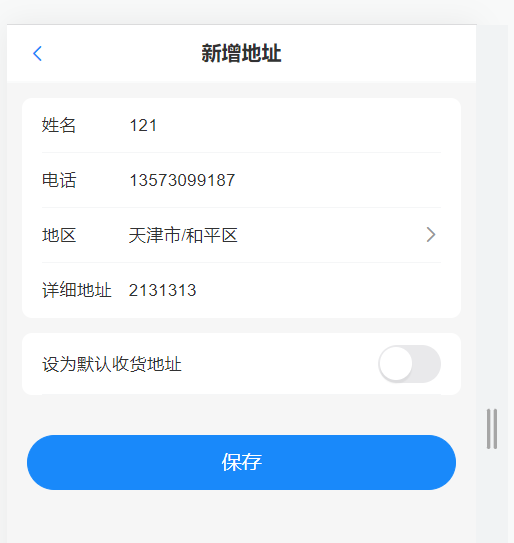 新增地址
姓名 121
电话 13573099187
地区 天津市/和平区
详细地址 2131313
设为默认收货地址
保存